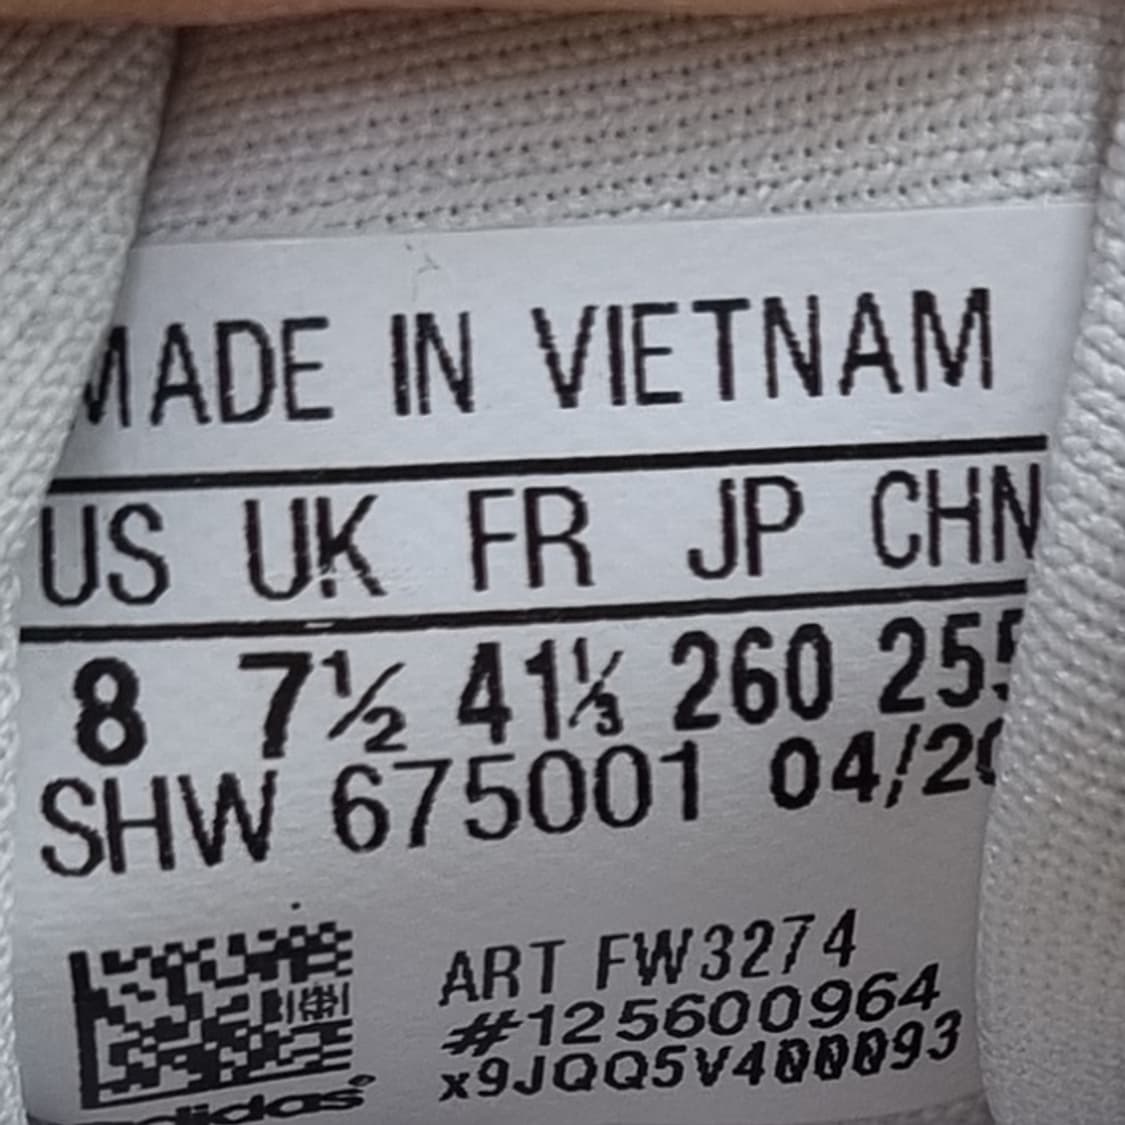 MADE IN VIETNAM
US UK FR JP CHN
8 7½ 41⅓ 260 255
SHW 675001 04/20
ART FW3274
#125600964
x9JQQ5V400093
adidas